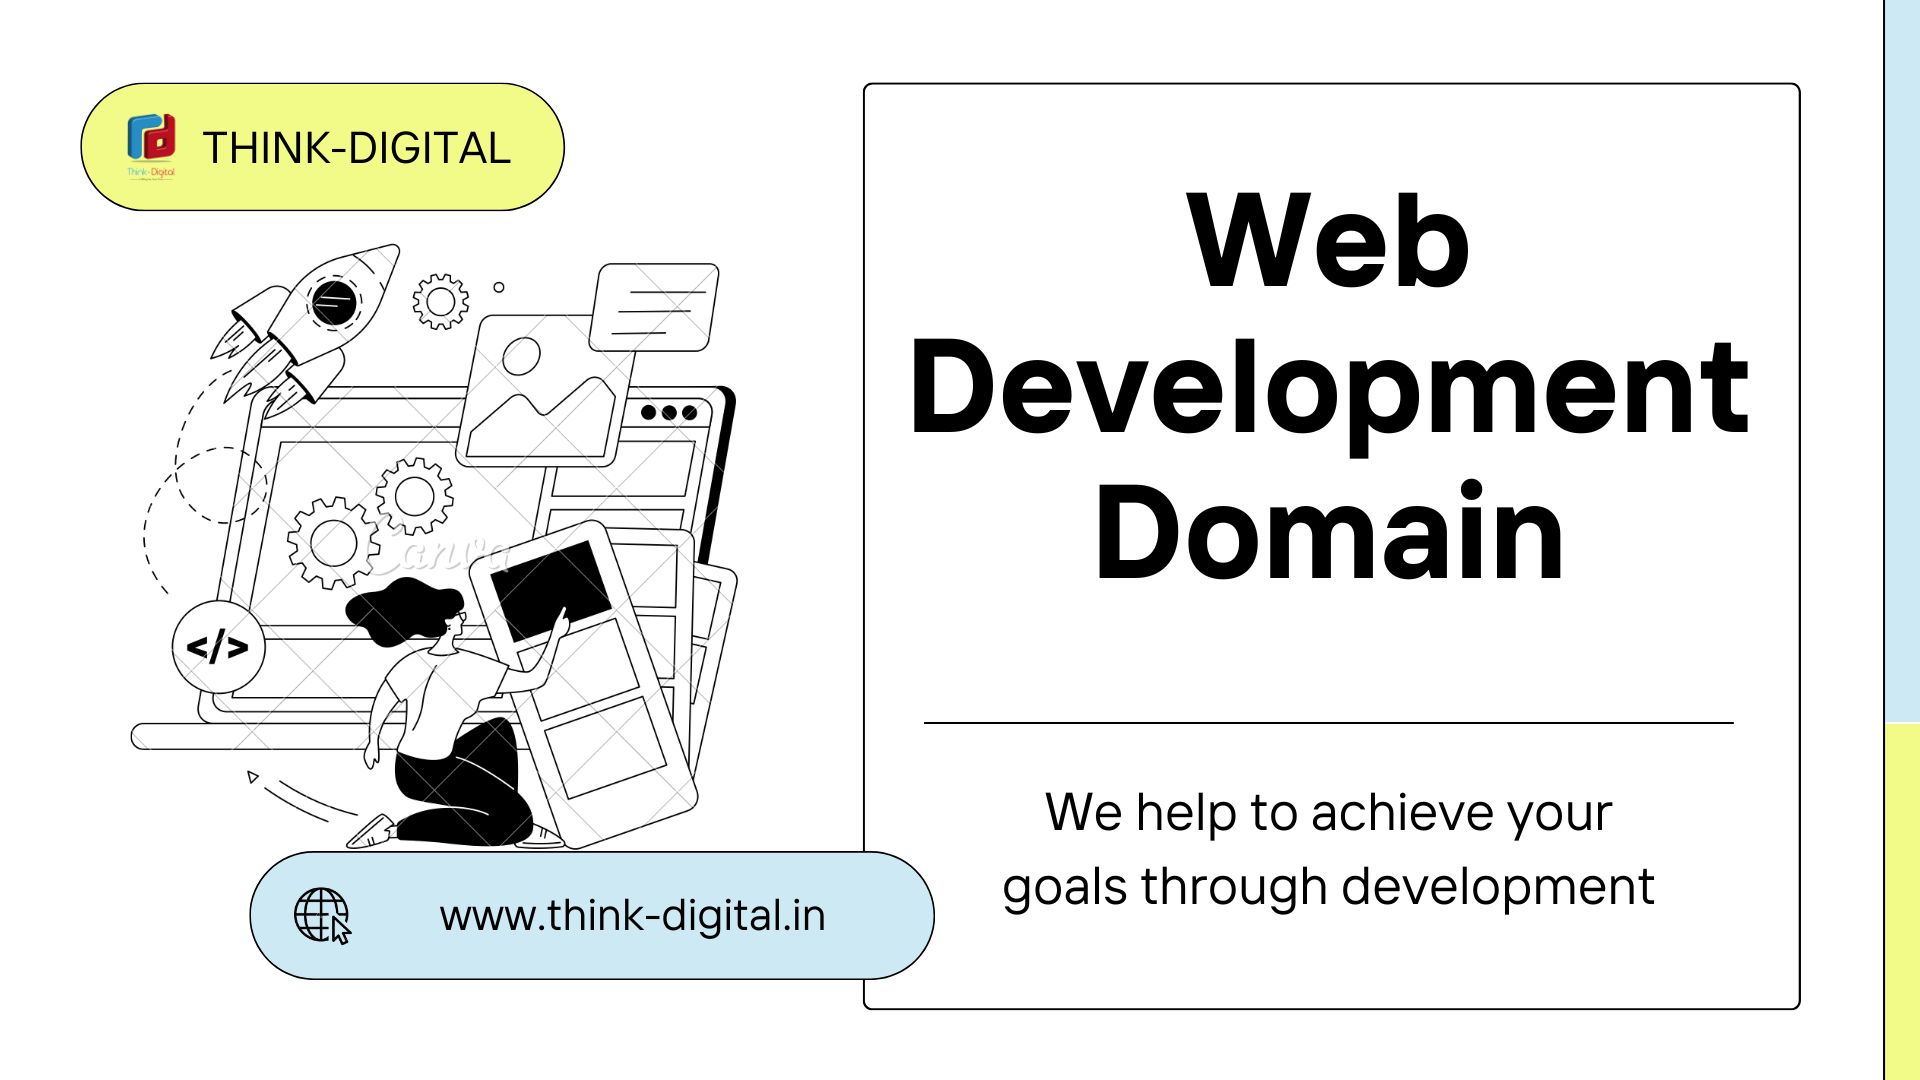 THINK-DIGITAL
Think-Digital
Web
Development
Domain
</>
Canva
We help to achieve your
goals through development
www.think-digital.in